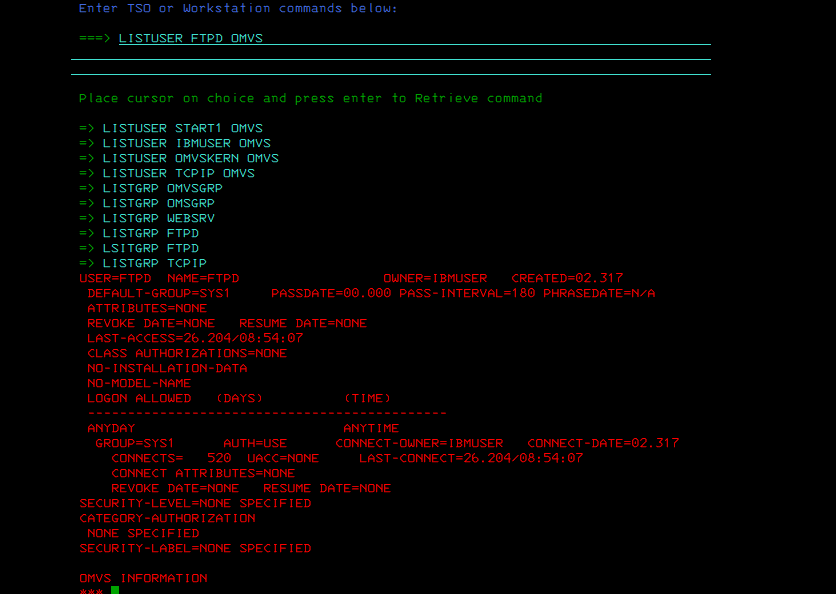 Enter TSO or Workstation commands below:
===> LISTUSER FTPD OMVS
Place cursor on choice and press enter to Retrieve command
=> LISTUSER START1 OMVS
=> LISTUSER IBMUSER OMVS
=> LISTUSER OMVSKERN OMVS
=> LISTUSER TCPIP OMVS
=> LISTGRP OMVSGRP
=> LISTGRP OMSGRP
=> LISTGRP WEBSRV
=> LISTGRP FTPD
=> LSITGRP FTPD
=> LISTGRP TCPIP
USER=FTPD NAME=FTPD OWNER=IBMUSER CREATED=02.317
DEFAULT-GROUP=SYS1 PASSDATE=00.000 PASS-INTERVAL=180 PHRASEDATE=N/A
ATTRIBUTES=NONE
REVOKE DATE=NONE RESUME DATE=NONE
LAST-ACCESS=26.204/08:54:07
CLASS AUTHORIZATIONS=NONE
NO-INSTALLATION-DATA
NO-MODEL-NAME
LOGON ALLOWED (DAYS) (TIME)
---------------------------------------------
ANYDAY ANYTIME
GROUP=SYS1 AUTH=USE CONNECT-OWNER=IBMUSER CONNECT-DATE=02.317
CONNECTS= 520 UACC=NONE LAST-CONNECT=26.204/08:54:07
CONNECT ATTRIBUTES=NONE
REVOKE DATE=NONE RESUME DATE=NONE
SECURITY-LEVEL=NONE SPECIFIED
CATEGORY-AUTHORIZATION
NONE SPECIFIED
SECURITY-LABEL=NONE SPECIFIED
OMVS INFORMATION
***